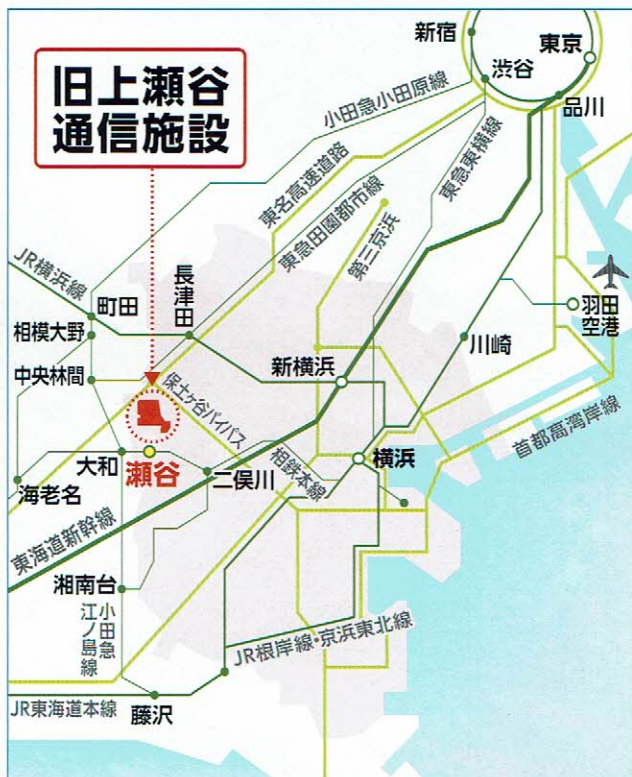 旧上瀬谷
通信施設
新宿
東京
渋谷
品川
小田急小田原線
東名高速道路
東急田園都市線
東急東横線
第三京浜
JR横浜線
町田
長津田
相模大野
中央林間
新横浜
川崎
羽田
空港
保土ヶ谷バイパス
首都高湾岸線
大和
瀬谷
二俣川
相鉄本線
横浜
海老名
東海道新幹線
湘南台
小田急
江ノ島線
JR根岸線・京浜東北線
JR東海道本線
藤沢